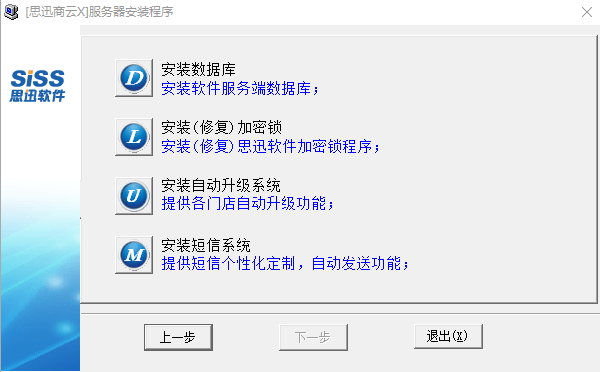 [思迅商云X]服务器安装程序
SiSS
思迅软件
D
安装数据库
安装软件服务端数据库;
L
安装(修复)加密锁
安装(修复)思迅软件加密锁程序;
U
安装自动升级系统
提供各门店自动升级功能;
M
安装短信系统
提供短信个性化定制，自动发送功能;
上一步
下一步
退出(X)